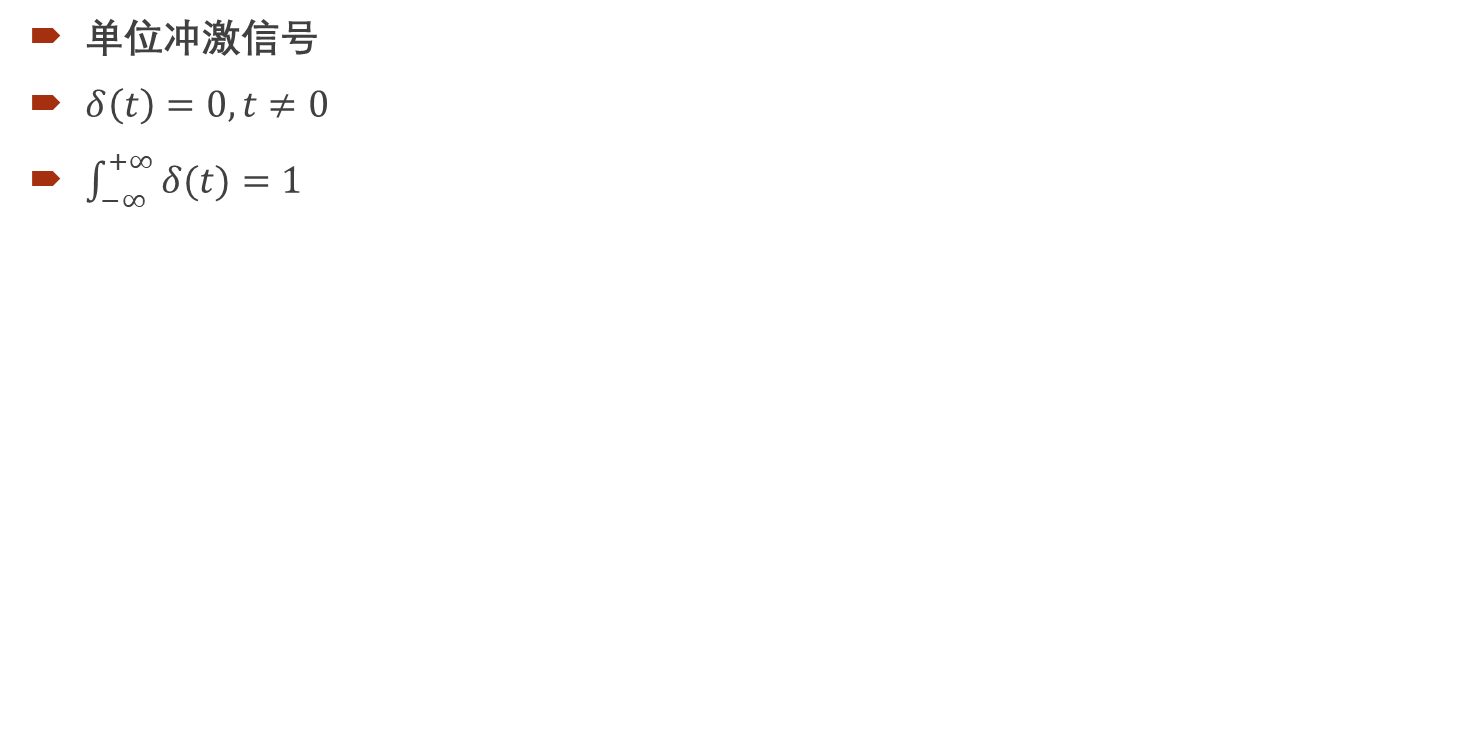 单位冲激信号
δ(t) = 0, t ≠ 0
∫_{−∞}^{+∞} δ(t) = 1